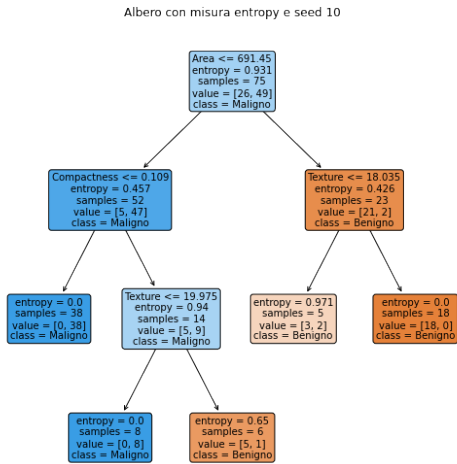 Albero con misura entropy e seed 10
Area <= 691.45
entropy = 0.931
samples = 75
value = [26, 49]
class = Maligno
Compactness <= 0.109
entropy = 0.457
samples = 52
value = [5, 47]
class = Maligno
Texture <= 18.035
entropy = 0.426
samples = 23
value = [21, 2]
class = Benigno
entropy = 0.0
samples = 38
value = [0, 38]
class = Maligno
Texture <= 19.975
entropy = 0.94
samples = 14
value = [5, 9]
class = Maligno
entropy = 0.971
samples = 5
value = [3, 2]
class = Benigno
entropy = 0.0
samples = 18
value = [18, 0]
class = Benigno
entropy = 0.0
samples = 8
value = [0, 8]
class = Maligno
entropy = 0.65
samples = 6
value = [5, 1]
class = Benigno